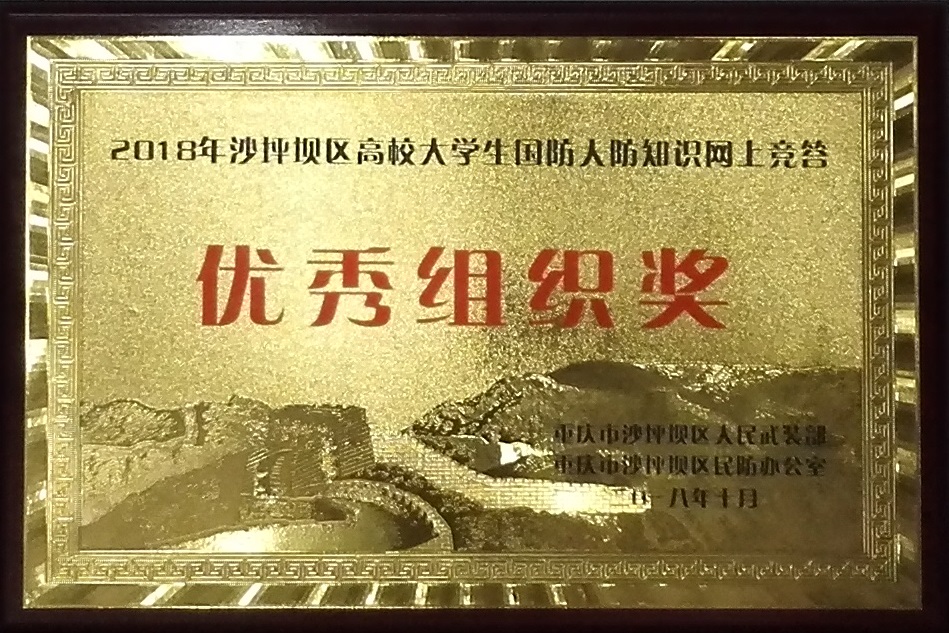 2018年沙坪坝区高校大学生国防人防知识网上竞答
优秀组织奖
重庆市沙坪坝区人民武装部
重庆市沙坪坝区民防办公室
二〇一八年十月